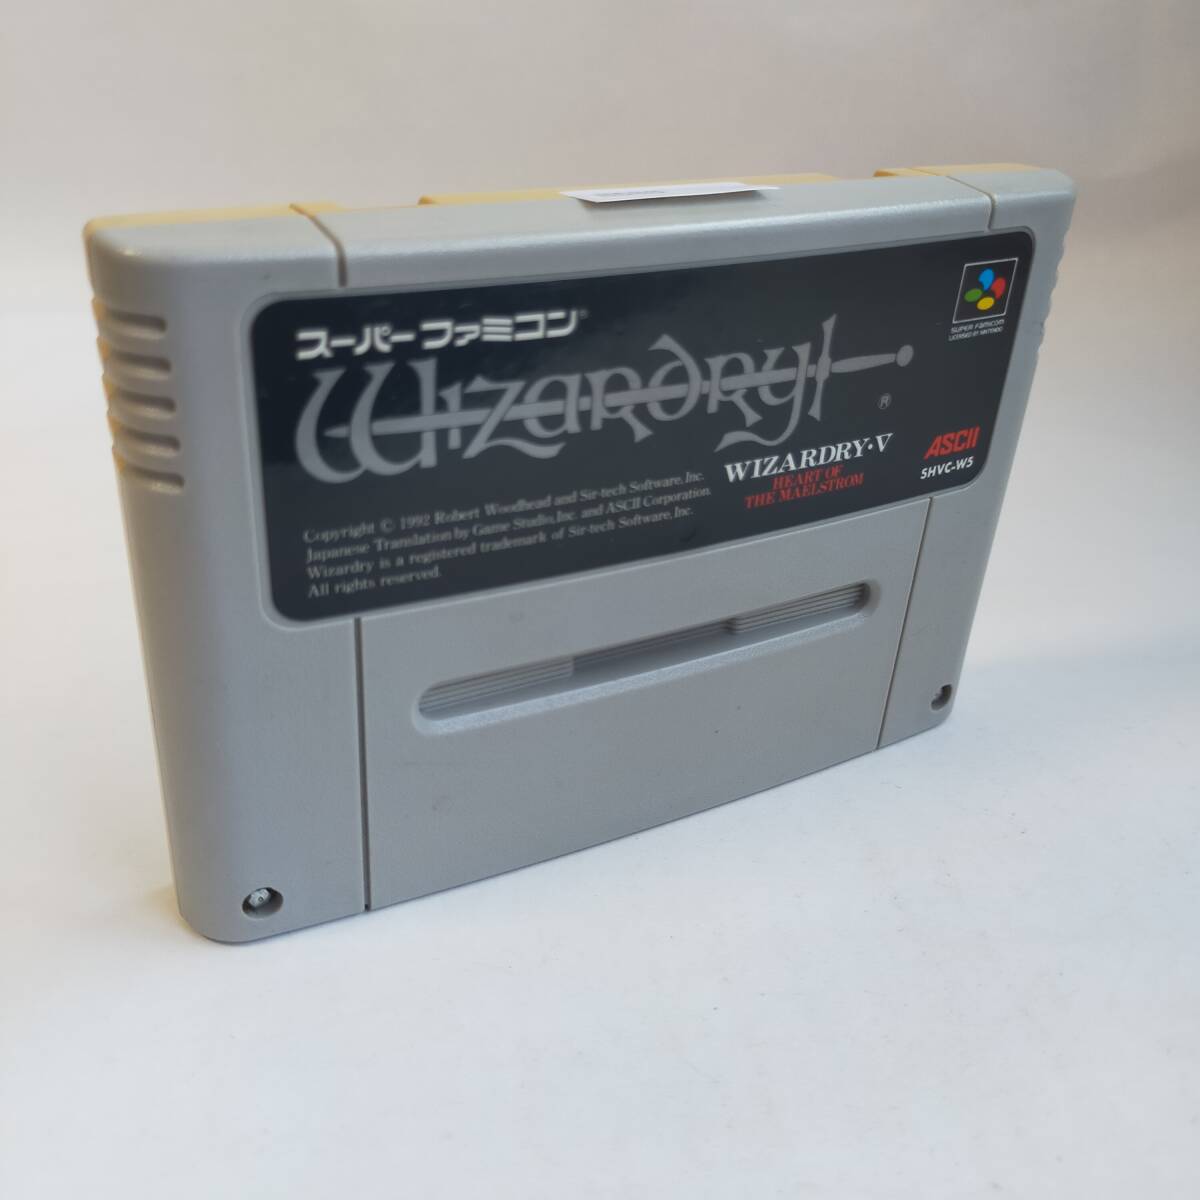 スーパーファミコン®
Wizardry®
SUPER FAMICOM
LICENSED BY NINTENDO
WIZARDRY・V
HEART OF
THE MAELSTROM
ASCII
SHVC-W5
Copyright © 1992 Robert Woodhead and Sir-tech Software, Inc.
Japanese Translation by Game Studio, Inc. and ASCII Corporation.
Wizardry is a registered trademark of Sir-tech Software, Inc.
All rights reserved.